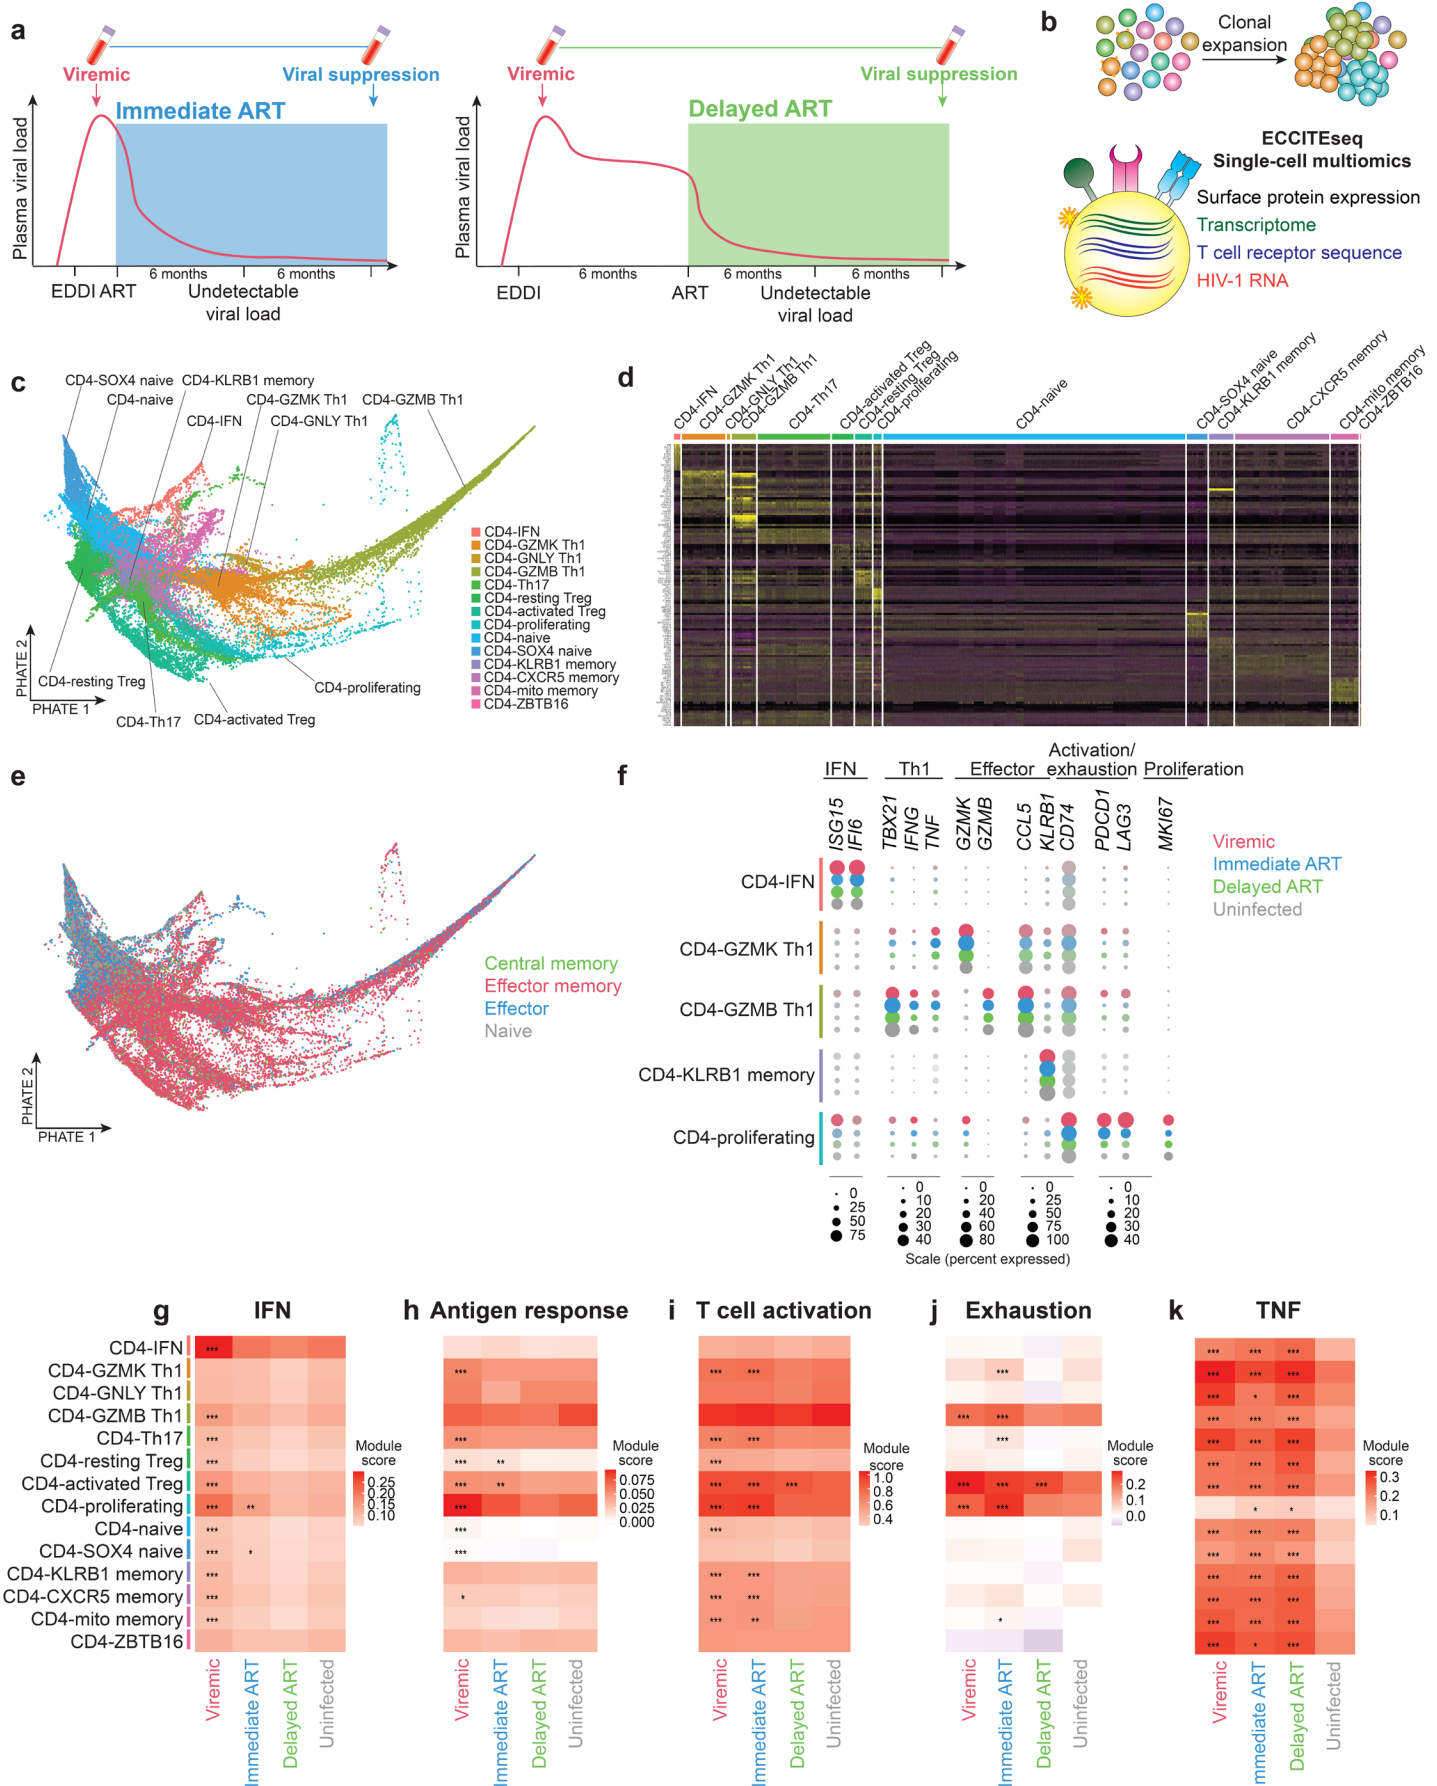 a
Viremic
Viral suppression
Immediate ART
Plasma viral load
6 months
6 months
EDDI ART
Undetectable
viral load
Viremic
Viral suppression
Delayed ART
Plasma viral load
6 months
6 months
6 months
EDDI
ART
Undetectable
viral load
b
Clonal
expansion
ECCITEseq
Single-cell multiomics
Surface protein expression
Transcriptome
T cell receptor sequence
HIV-1 RNA
c
CD4-SOX4 naive
CD4-KLRB1 memory
CD4-naive
CD4-GZMK Th1
CD4-GZMB Th1
CD4-IFN
CD4-GNLY Th1
CD4-resting Treg
CD4-Th17
CD4-activated Treg
CD4-proliferating
PHATE 2
PHATE 1
CD4-IFN
CD4-GZMK Th1
CD4-GNLY Th1
CD4-GZMB Th1
CD4-Th17
CD4-resting Treg
CD4-activated Treg
CD4-proliferating
CD4-naive
CD4-SOX4 naive
CD4-KLRB1 memory
CD4-CXCR5 memory
CD4-mito memory
CD4-ZBTB16
d
CD4-IFN
CD4-GZMK Th1
CD4-GNLY Th1
CD4-GZMB Th1
CD4-Th17
CD4-activated Treg
CD4-resting Treg
CD4-proliferating
CD4-naive
CD4-SOX4 naive
CD4-KLRB1 memory
CD4-CXCR5 memory
CD4-mito memory
CD4-ZBTB16
e
Central memory
Effector memory
Effector
Naive
PHATE 2
PHATE 1
f
IFN
Th1
Effector
Activation/
exhaustion
Proliferation
ISG15
IFI6
TBX21
IFNG
TNF
GZMK
GZMB
CCL5
KLRB1
CD74
PDCD1
LAG3
MKI67
Viremic
Immediate ART
Delayed ART
Uninfected
CD4-IFN
CD4-GZMK Th1
CD4-GZMB Th1
CD4-KLRB1 memory
CD4-proliferating
0
25
50
75
0
10
20
30
40
0
20
40
60
80
0
25
50
75
100
0
10
20
30
40
Scale (percent expressed)
g
IFN
CD4-IFN
CD4-GZMK Th1
CD4-GNLY Th1
CD4-GZMB Th1
CD4-Th17
CD4-resting Treg
CD4-activated Treg
CD4-proliferating
CD4-naive
CD4-SOX4 naive
CD4-KLRB1 memory
CD4-CXCR5 memory
CD4-mito memory
CD4-ZBTB16
***
***
***
***
***
*** **
***
*** *
***
***
***
Module
score
0.25
0.20
0.15
0.10
Viremic
Immediate ART
Delayed ART
Uninfected
h
Antigen response
***
***
*** **
*** **
***
***
***
*
Module
score
0.075
0.050
0.025
0.000
Viremic
Immediate ART
Delayed ART
Uninfected
i
T cell activation
*** ***
*** ***
***
*** *** ***
*** ***
***
*** ***
*** ***
*** **
Module
score
1.0
0.8
0.6
0.4
Viremic
Immediate ART
Delayed ART
Uninfected
j
Exhaustion
***
*** ***
***
*** *** ***
*** ***
*
Module
score
0.2
0.1
0.0
Viremic
Immediate ART
Delayed ART
Uninfected
k
TNF
*** *** ***
*** *** ***
*** * ***
*** *** ***
*** *** ***
*** *** ***
*** *** ***
* *
*** *** ***
*** *** ***
*** *** ***
*** *** ***
*** *** ***
*** * ***
Module
score
0.3
0.2
0.1
Viremic
mmediate ART
Delayed ART
Uninfected